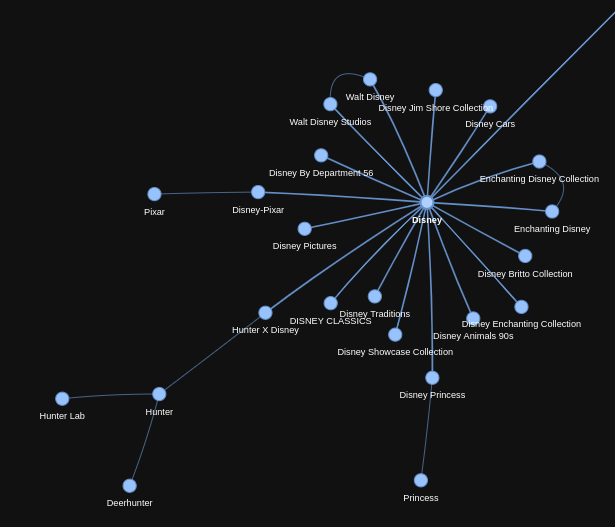 Walt Disney
Disney Jim Shore Collection
Walt Disney Studios
Disney Cars
Disney By Department 56
Enchanting Disney Collection
Pixar
Disney-Pixar
Disney
Enchanting Disney
Disney Pictures
Disney Britto Collection
DISNEY CLASSICS
Disney Traditions
Hunter X Disney
Disney Enchanting Collection
Disney Animals 90s
Disney Showcase Collection
Disney Princess
Hunter Lab
Hunter
Princess
Deerhunter